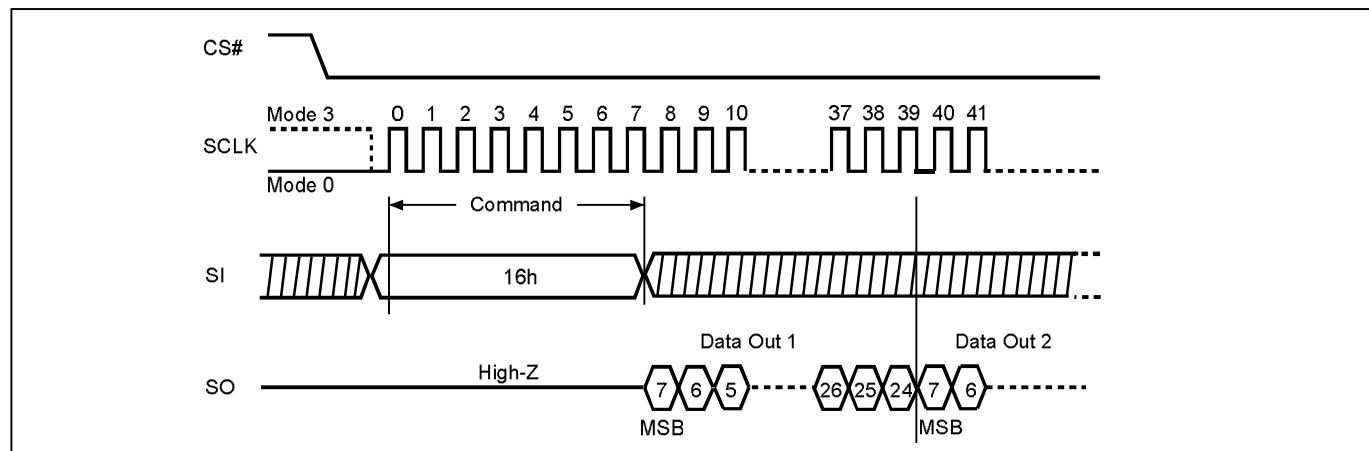 CS#
Mode 3 0 1 2 3 4 5 6 7 8 9 10 37 38 39 40 41
SCLK
Mode 0
Command
SI 16h
Data Out 1 Data Out 2
High-Z
SO 7 6 5 26 25 24 7 6
MSB MSB